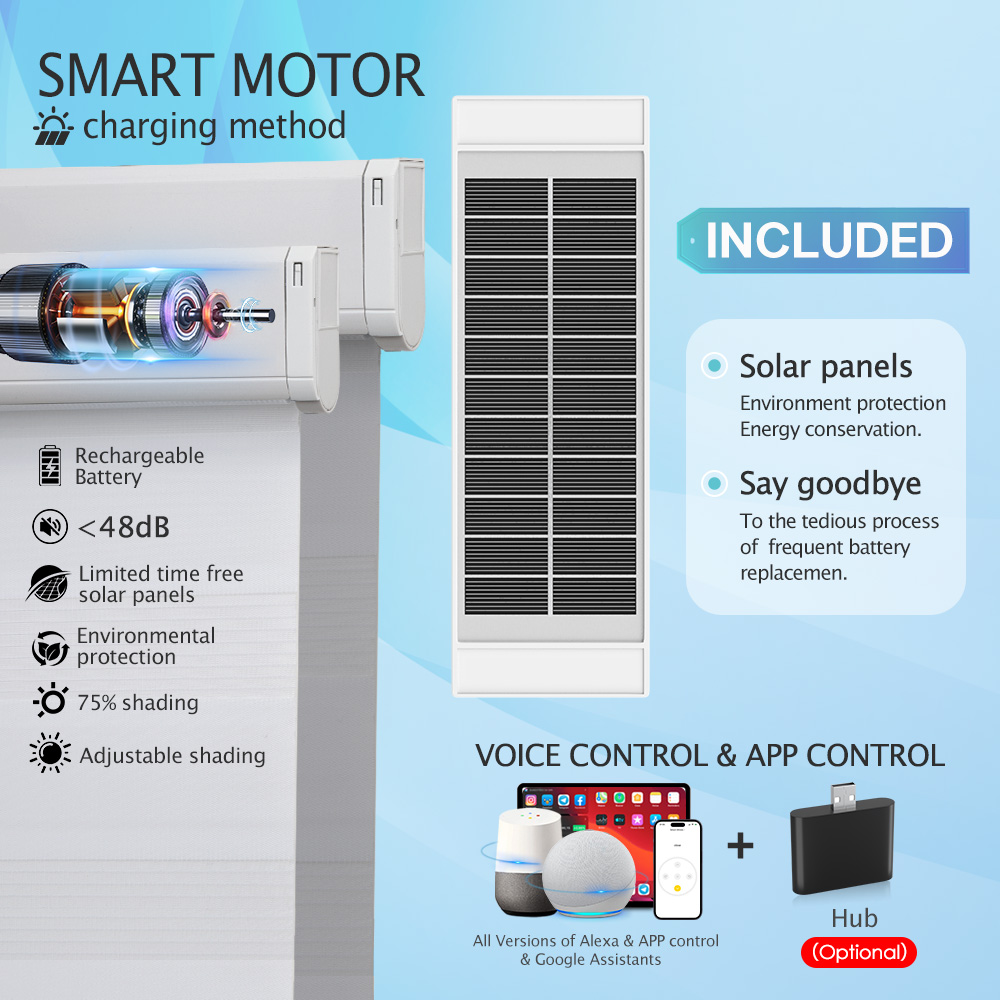 SMART MOTOR
charging method
INCLUDED
Solar panels
Environment protection
Energy conservation.
Say goodbye
To the tedious process
of frequent battery
replacemen.
Rechargeable
Battery
<48dB
Limited time free
solar panels
Environmental
protection
75% shading
Adjustable shading
VOICE CONTROL & APP CONTROL
+
Hub
(Optional)
All Versions of Alexa & APP control
& Google Assistants